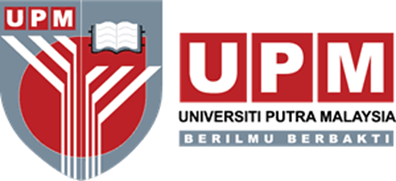 UPM
UPM
UNIVERSITI PUTRA MALAYSIA
BERILMU BERBAKTI